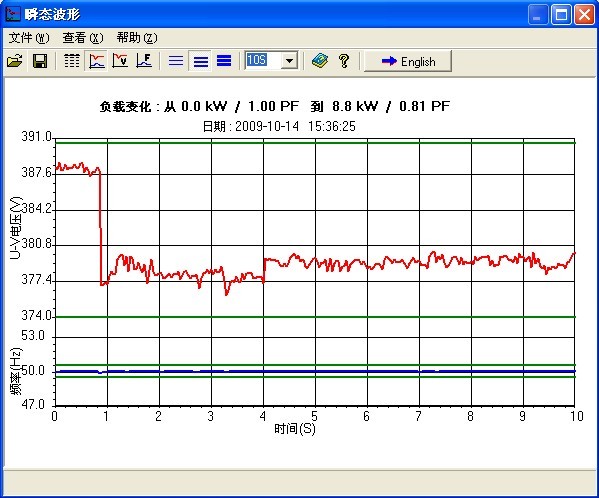 瞬态波形
文件(W) 查看(X) 帮助(Z)
V F 10S ? English
负载变化 : 从 0.0 kW / 1.00 PF 到 8.8 kW / 0.81 PF
日期 : 2009-10-14 15:36:25
391.0
387.6
384.2
380.8
377.4
374.0
53.0
50.0
47.0
U-V电压(V)
频率(Hz)
0 1 2 3 4 5 6 7 8 9 10
时间(S)